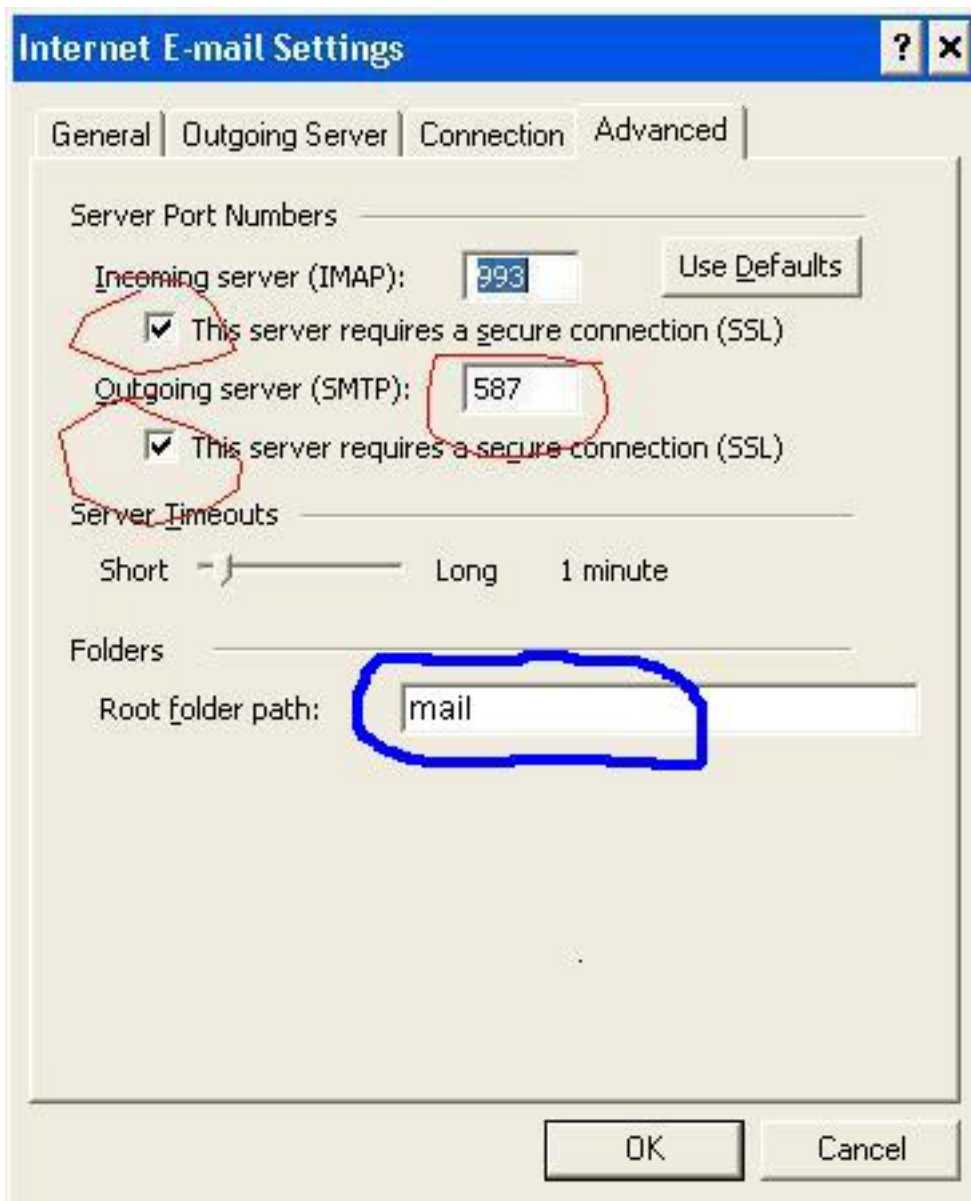 Internet E-mail Settings
General Outgoing Server Connection Advanced
Server Port Numbers
Incoming server (IMAP): 993 Use Defaults
This server requires a secure connection (SSL)
Outgoing server (SMTP): 587
This server requires a secure connection (SSL)
Server Timeouts
Short Long 1 minute
Folders
Root folder path: mail
OK Cancel